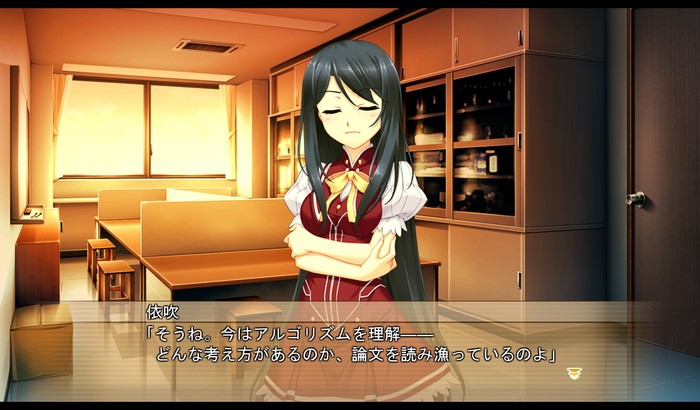 依吹
「そうね。今はアルゴリズムを理解――
どんな考え方があるのか、論文を読み漁っているのよ」